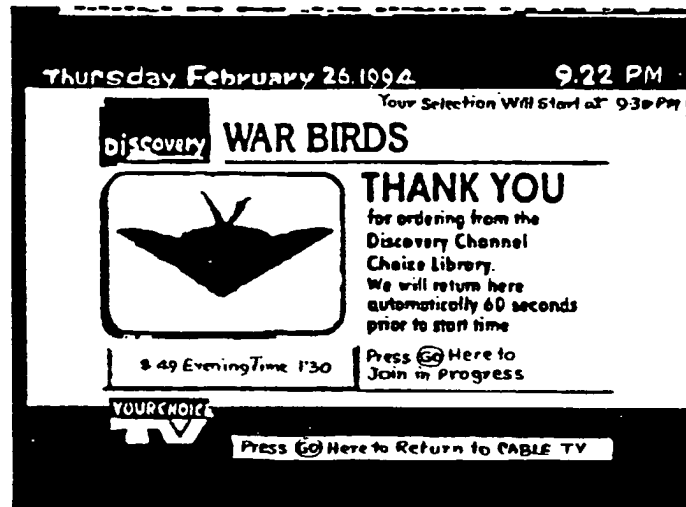 Thursday February 26.1994 9.22 PM
Your Selection Will Start at 9:30 PM
Discovery WAR BIRDS
THANK YOU
for ordering from the
Discovery Channel
Choice Library.
We will return here
automatically 60 seconds
prior to start time
$ 49 Evening Time 1'30
Press GO Here to
Join in Progress
YOUR CHOICE
TV
Press GO Here to Return to CABLE TV